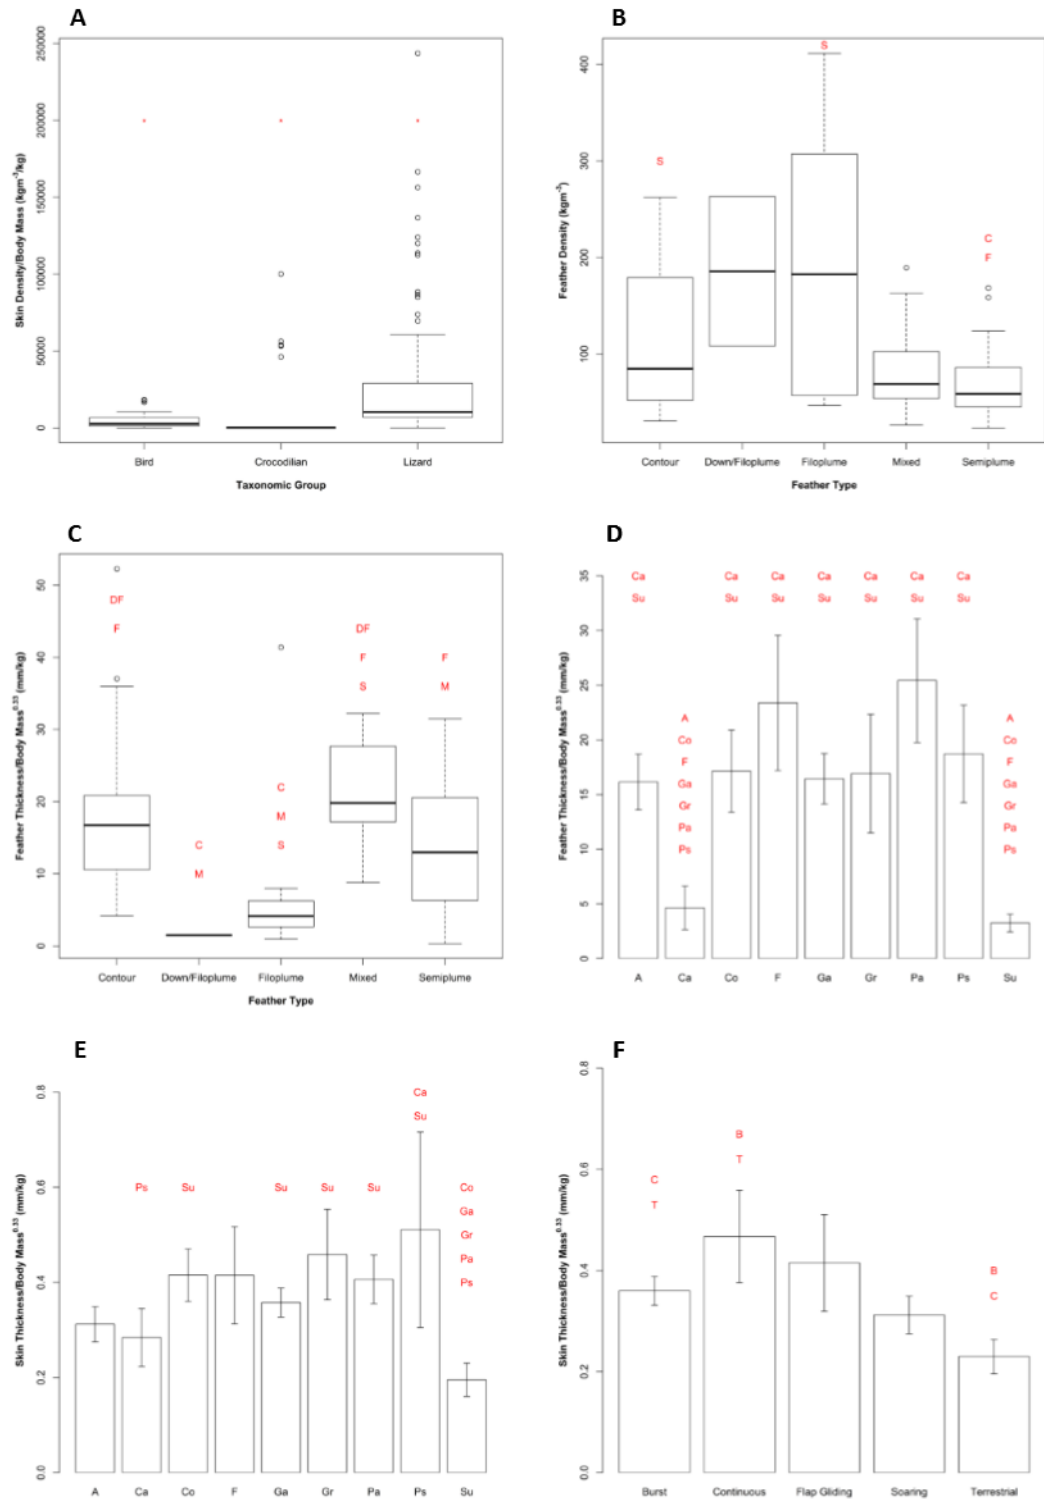 A
Skin Density/Body Mass (kgm⁻³/kg)
250000
200000
150000
100000
50000
0
* * *
Bird Crocodilian Lizard
Taxonomic Group
B
Feather Density (kgm⁻³)
400
300
200
100
S
S
C
F
Contour Down/Filoplume Filoplume Mixed Semiplume
Feather Type
C
Feather Thickness/Body Mass^0.33 (mm/kg)
50
40
30
20
10
0
DF
F
C
M
C
M
S
DF
F
S
F
M
Contour Down/Filoplume Filoplume Mixed Semiplume
Feather Type
D
Feather Thickness/Body Mass^0.33 (mm/kg)
35
30
25
20
15
10
5
0
Ca Ca Ca Ca Ca Ca Ca
Su Su Su Su Su Su Su
A A
Co Co
F F
Ga Ga
Gr Gr
Pa Pa
Ps Ps
A Ca Co F Ga Gr Pa Ps Su
E
Skin Thickness/Body Mass^0.33 (mm/kg)
0.8
0.6
0.4
0.2
0.0
Ca
Su
Ps Su Su Su Su Co
Ga
Gr
Pa
Ps
A Ca Co F Ga Gr Pa Ps Su
F
Skin Thickness/Body Mass^0.33 (mm/kg)
0.8
0.6
0.4
0.2
0.0
C
T
B
T
B
C
Burst Continuous Flap Gliding Soaring Terrestrial